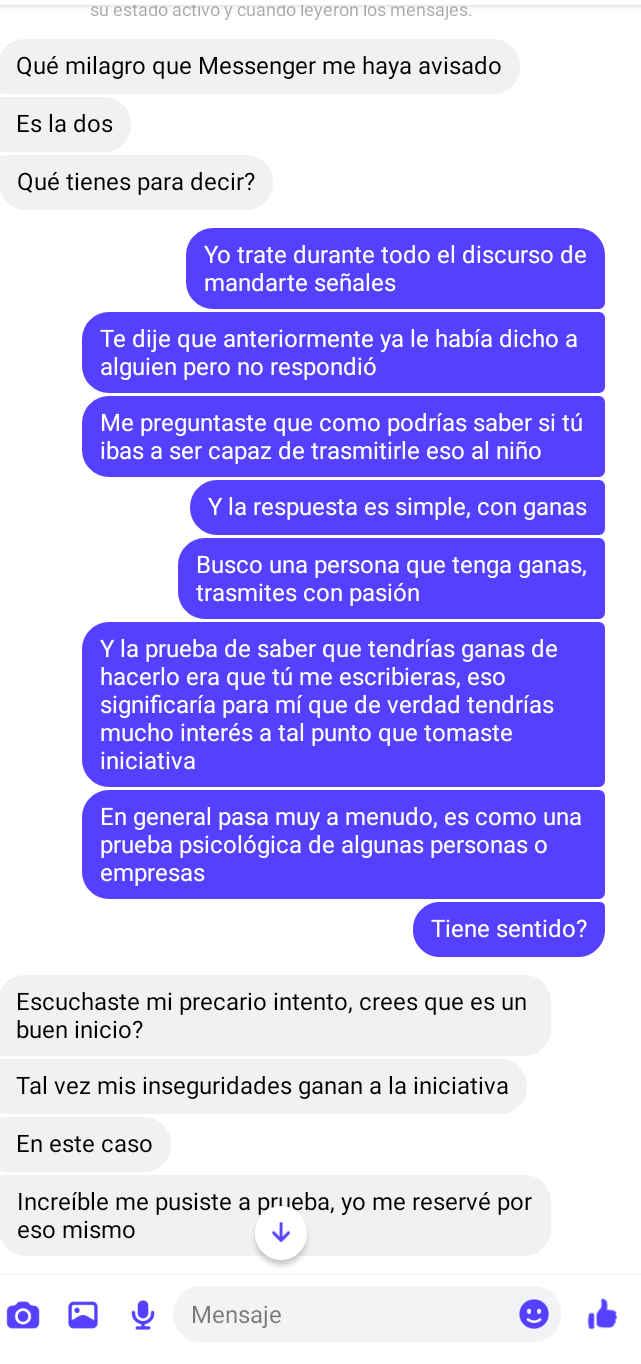 su estado activo y cuándo leyeron los mensajes.
Qué milagro que Messenger me haya avisado
Es la dos
Qué tienes para decir?
Yo trate durante todo el discurso de
mandarte señales
Te dije que anteriormente ya le había dicho a
alguien pero no respondió
Me preguntaste que como podrías saber si tú
ibas a ser capaz de trasmitirle eso al niño
Y la respuesta es simple, con ganas
Busco una persona que tenga ganas,
trasmites con pasión
Y la prueba de saber que tendrías ganas de
hacerlo era que tú me escribieras, eso
significaría para mí que de verdad tendrías
mucho interés a tal punto que tomaste
iniciativa
En general pasa muy a menudo, es como una
prueba psicológica de algunas personas o
empresas
Tiene sentido?
Escuchaste mi precario intento, crees que es un
buen inicio?
Tal vez mis inseguridades ganan a la iniciativa
En este caso
Increíble me pusiste a prueba, yo me reservé por
eso mismo
Mensaje